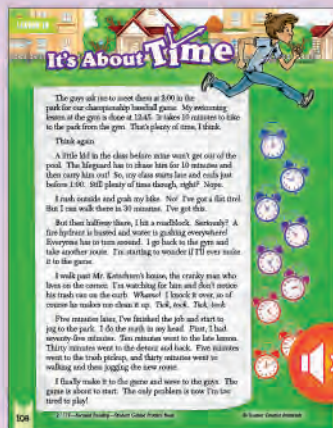 It's About Time
The guys ask me to meet them at 2:00 in the
park for our championship baseball game. My
lesson at the gym is done at 12:45. It takes 10 minutes to bike
to the park from the gym. That's plenty of time, I think.
Think again.
A little kid in the class before mine won't get out of the
pool. The lifeguard has to chase him for 10 minutes and
then carry him out! So, my class starts late and ends just
before 1:00. Still plenty of time though, right? Nope.
I rush outside and grab my bike. No! I've got a flat tire!
But I can walk there in 30 minutes. I've got this.
But then halfway there, I hit a roadblock. Seriously? A
fire hydrant is busted and water is gushing everywhere!
Everyone has to turn around. I go back to the gym and
take another route. I'm starting to wonder if I'll ever make
it to the game.
I walk past Mr. house, the cranky man who
lives on the corner. I'm watching for him and don't notice
his trash can on the curb. Whamo! I knock it over, so of
course he makes me clean it up. Tick, tock. Tick, tock.
Five minutes later, I've finished the job and start to
jog to the park. I do the math in my head. First, I had
seventy-five minutes. Ten minutes went to the late lesson.
Thirty minutes went to the detour and back. Five minutes
went to the trash pickup, and thirty minutes went to
walking and then jogging the new route.
I finally make it to the game and wave to the guys. The
game is about to start. The only problem is now I'm too
tired to play!
106